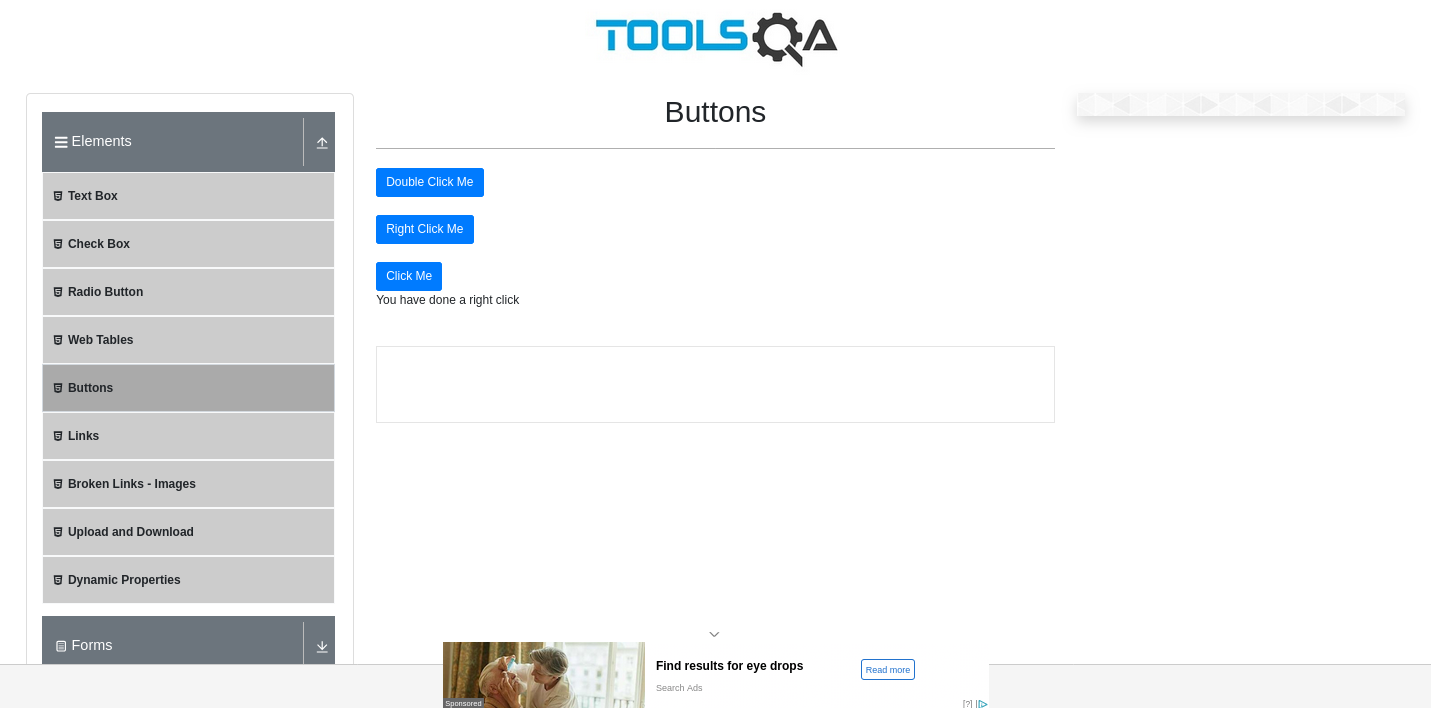 TOOLSQA
Elements
Text Box
Check Box
Radio Button
Web Tables
Buttons
Links
Broken Links - Images
Upload and Download
Dynamic Properties
Forms
Buttons
Double Click Me
Right Click Me
Click Me
You have done a right click
Find results for eye drops
Search Ads
Read more
Sponsored
[?]